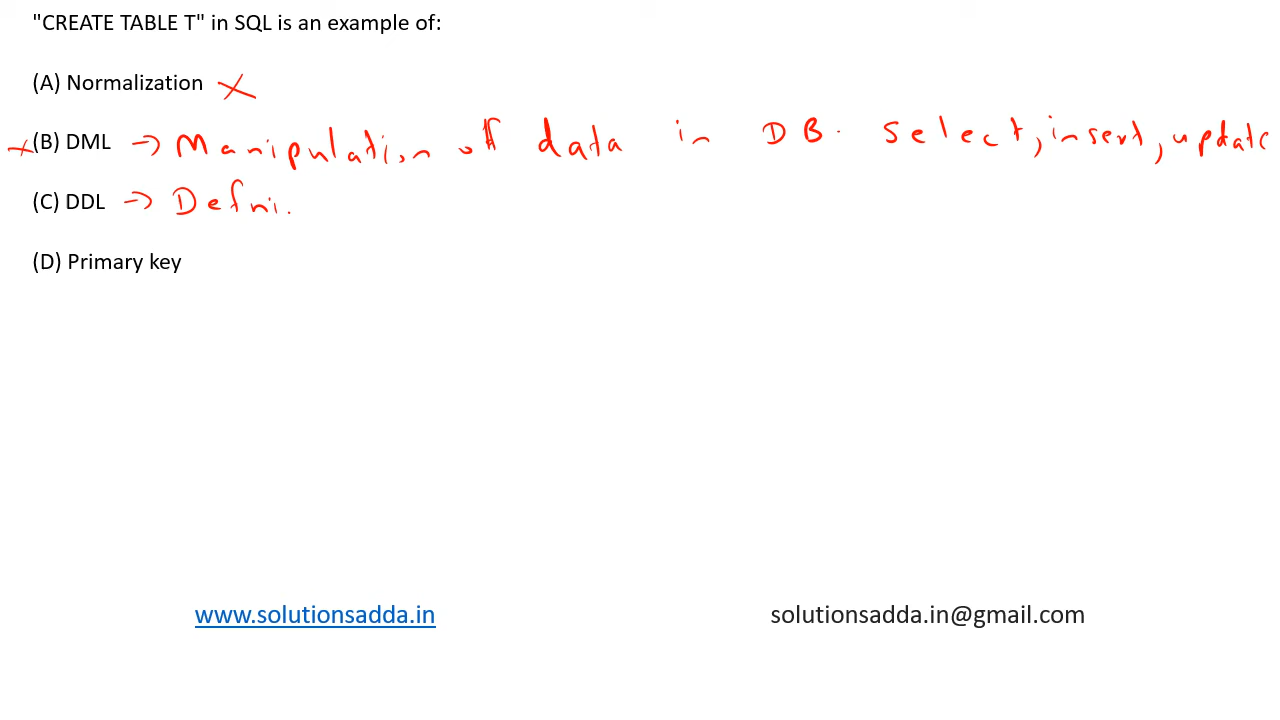 "CREATE TABLE T" in SQL is an example of:
(A) Normalization ×
×(B) DML → Manipulation of data in DB. Select, insert, update
(C) DDL → Defni.
(D) Primary key
www.solutionsadda.in solutionsadda.in@gmail.com